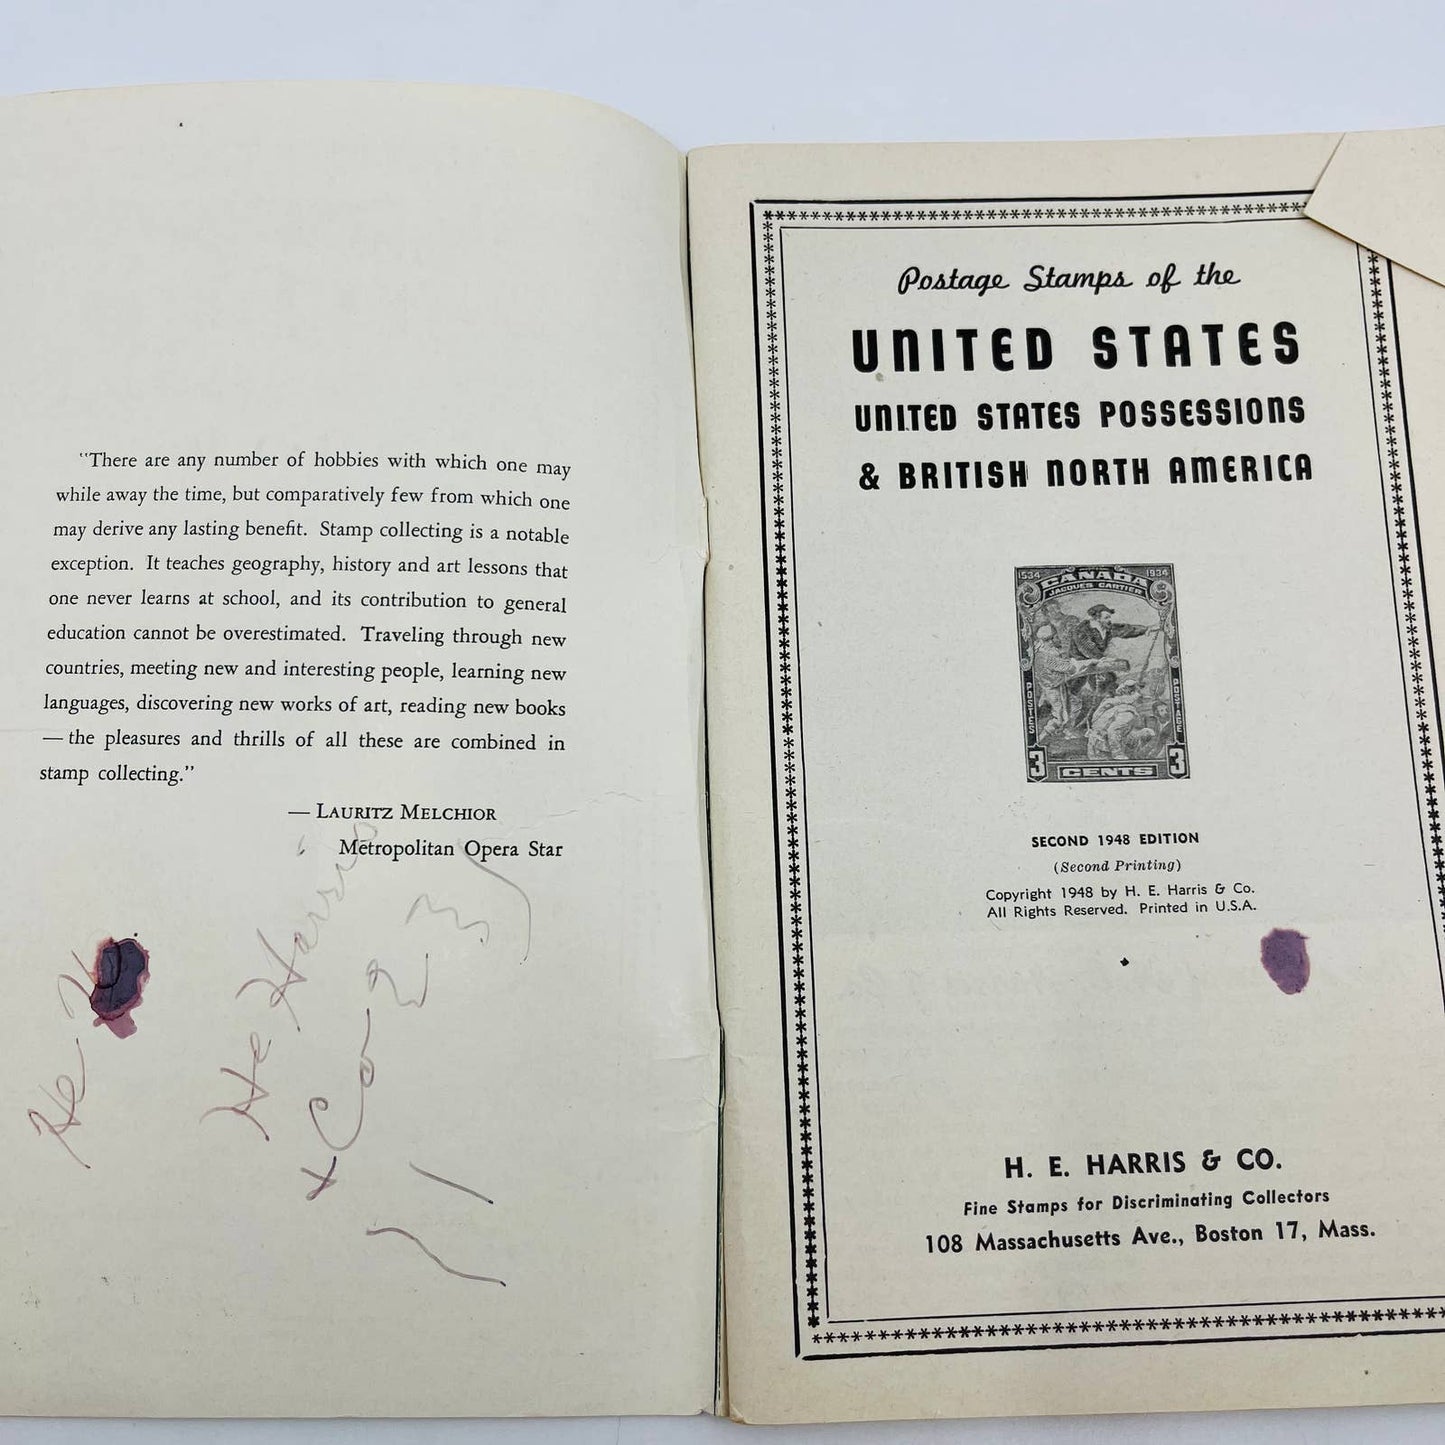 "There are any number of hobbies with which one may
while away the time, but comparatively few from which one
may derive any lasting benefit. Stamp collecting is a notable
exception. It teaches geography, history and art lessons that
one never learns at school, and its contribution to general
education cannot be overestimated. Traveling through new
countries, meeting new and interesting people, learning new
languages, discovering new works of art, reading new books
— the pleasures and thrills of all these are combined in
stamp collecting."
— LAURITZ MELCHIOR
Metropolitan Opera Star
He H
He Harris
+ Co
Postage Stamps of the
UNITED STATES
UNITED STATES POSSESSIONS
& BRITISH NORTH AMERICA
1534 CANADA 1934
JACQUES CARTIER
POSTES POSTAGE
3 CENTS 3
SECOND 1948 EDITION
(Second Printing)
Copyright 1948 by H. E. Harris & Co.
All Rights Reserved. Printed in U.S.A.
H. E. HARRIS & CO.
Fine Stamps for Discriminating Collectors
108 Massachusetts Ave., Boston 17, Mass.